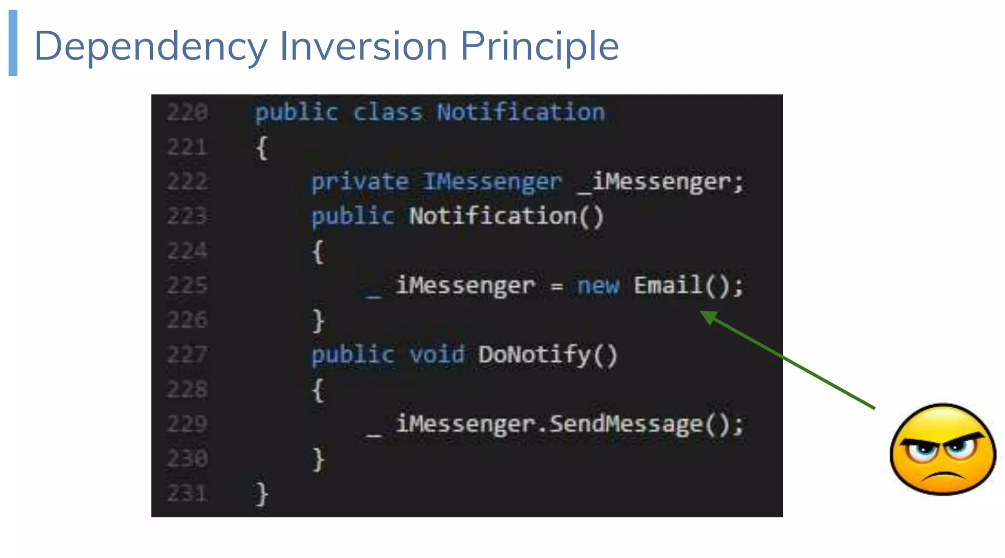 Dependency Inversion Principle
220 public class Notification
221 {
222 private IMessenger _iMessenger;
223 public Notification()
224 {
225 _ iMessenger = new Email();
226 }
227 public void DoNotify()
228 {
229 _ iMessenger.SendMessage();
230 }
231 }